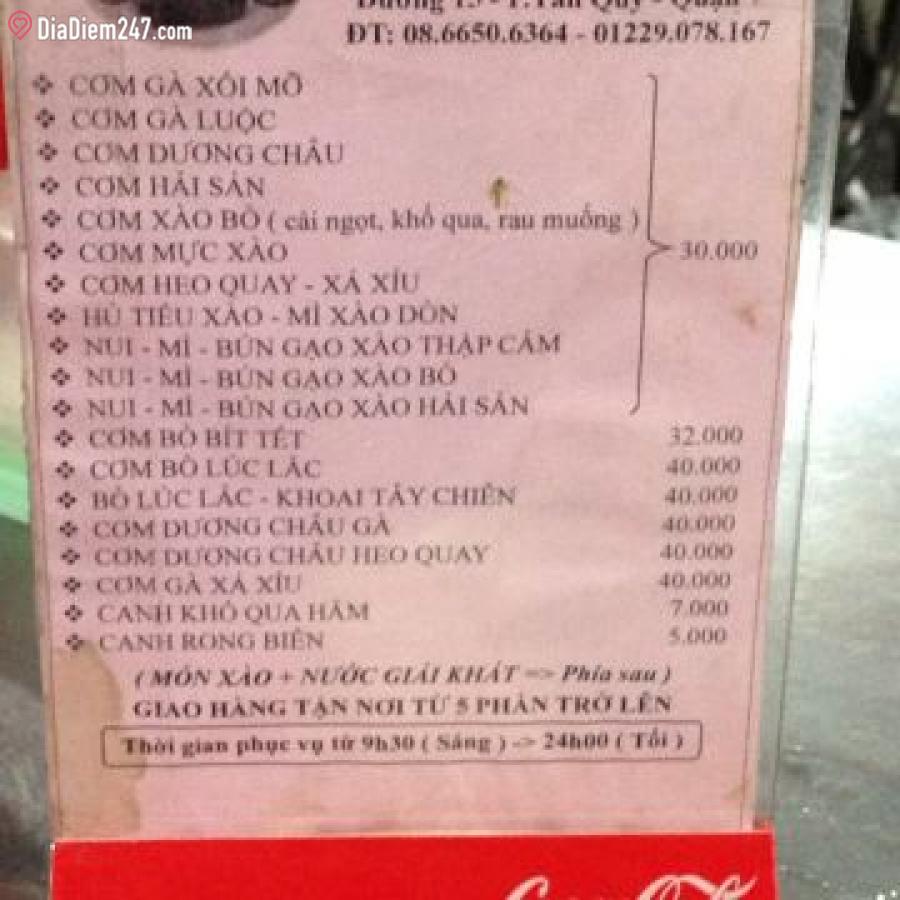 DiaDiem247.com
Đường 15 - P.Tân Quy - Quận 7
ĐT: 08.6650.6364 - 01229.078.167
❖ CƠM GÀ XỐI MỠ
❖ CƠM GÀ LUỘC
❖ CƠM DƯƠNG CHÂU
❖ CƠM HẢI SẢN
❖ CƠM XÀO BÒ ( cải ngọt, khổ qua, rau muống )
❖ CƠM MỰC XÀO 30.000
❖ CƠM HEO QUAY - XÁ XÍU
❖ HỦ TIẾU XÀO - MÌ XÀO DÒN
❖ NUI - MÌ - BÚN GẠO XÀO THẬP CẨM
❖ NUI - MÌ - BÚN GẠO XÀO BÒ
❖ NUI - MÌ - BÚN GẠO XÀO HẢI SẢN
❖ CƠM BÒ BÍT TẾT 32.000
❖ CƠM BÒ LÚC LẮC 40.000
❖ BÒ LÚC LẮC - KHOAI TÂY CHIÊN 40.000
❖ CƠM DƯƠNG CHÂU GÀ 40.000
❖ CƠM DƯƠNG CHÂU HEO QUAY 40.000
❖ CƠM GÀ XÁ XÍU 40.000
❖ CANH KHỔ QUA HẦM 7.000
❖ CANH RONG BIỂN 5.000
( MÓN XÀO + NƯỚC GIẢI KHÁT => Phía sau )
GIAO HÀNG TẬN NƠI TỪ 5 PHẦN TRỞ LÊN
Thời gian phục vụ từ 9h30 ( Sáng ) -> 24h00 ( Tối )